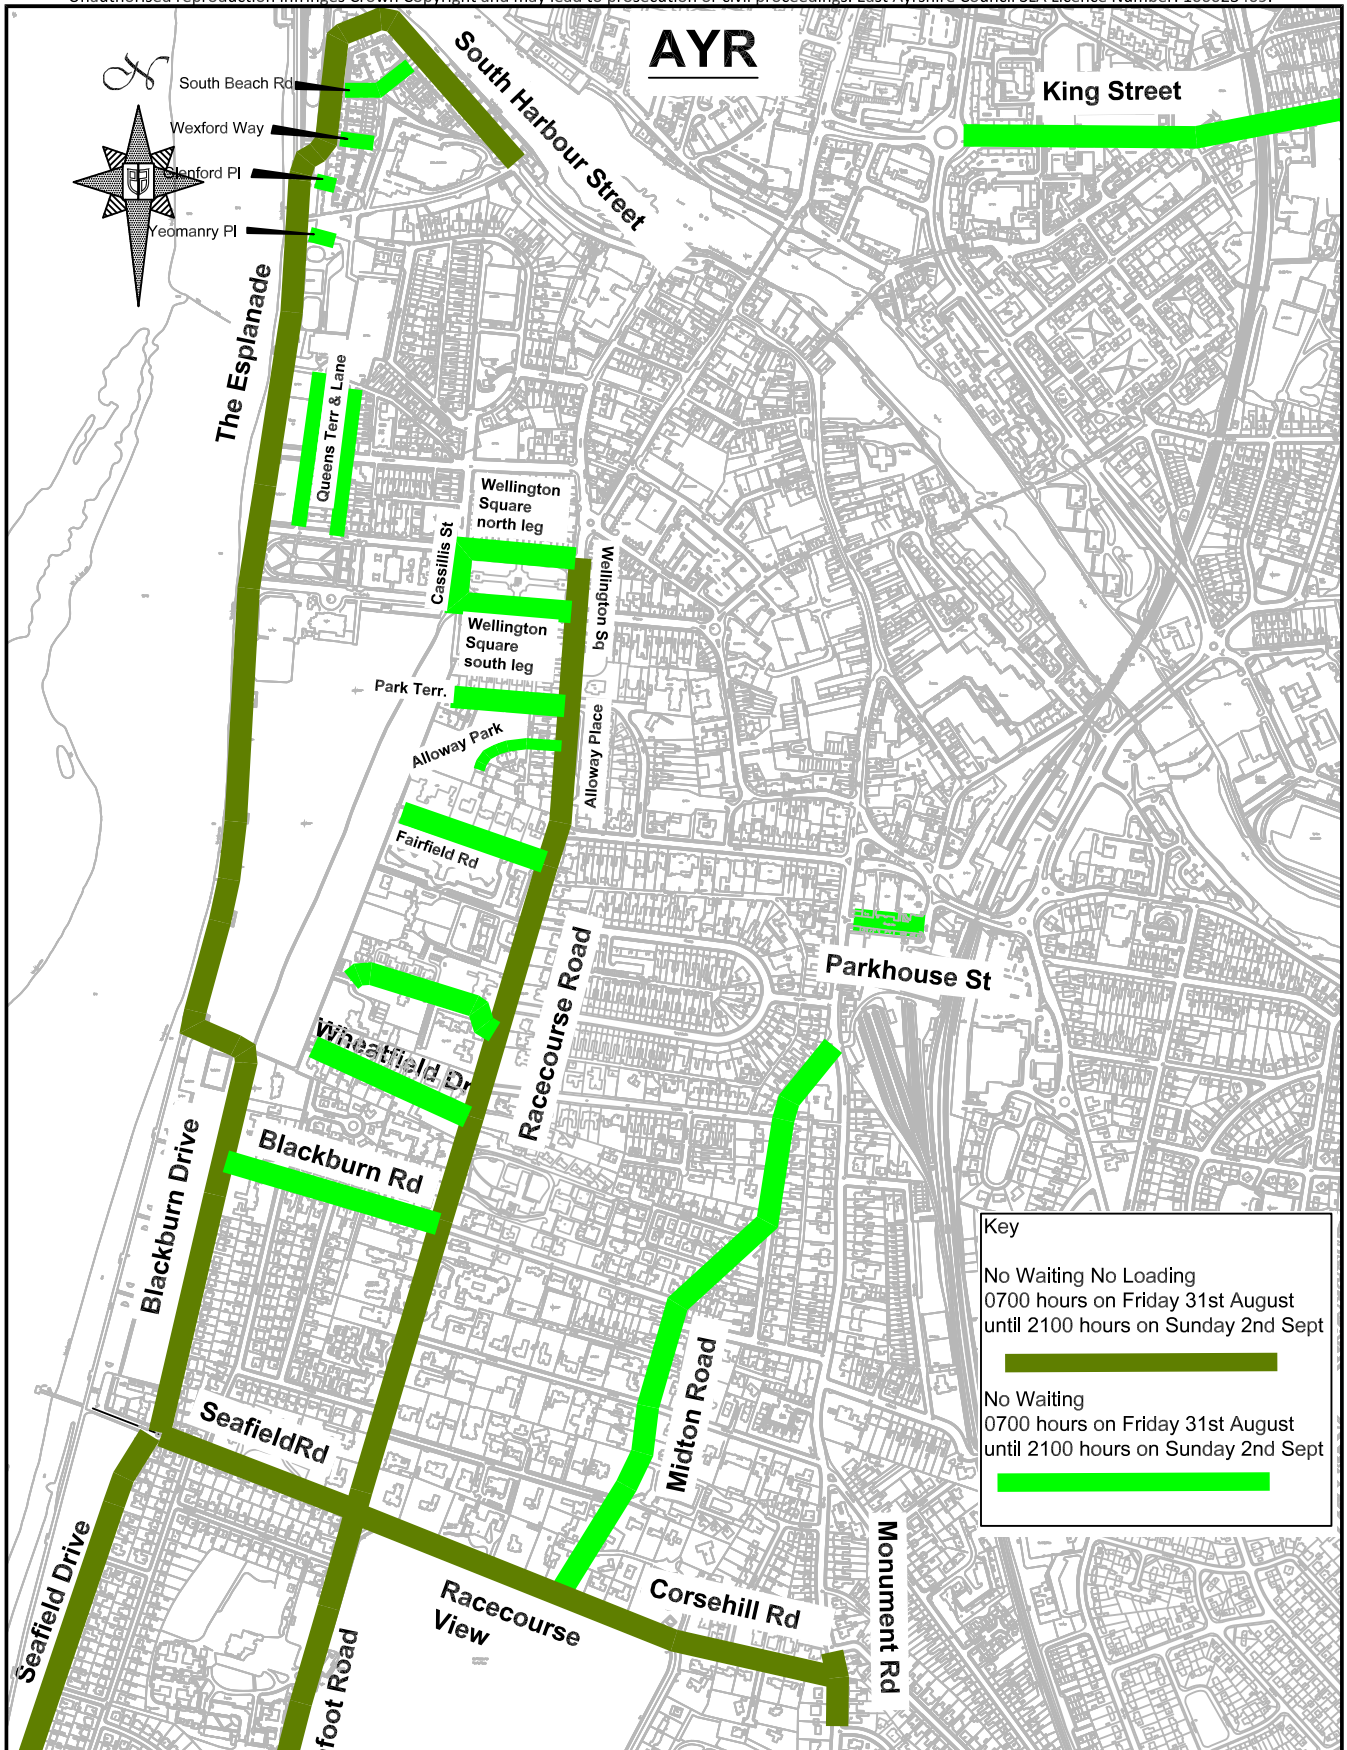 AYR
South Harbour Street
King Street
South Beach Rd
Wexford Way
Glenford Pl
Yeomanry Pl
The Esplanade
Queens Terr & Lane
Wellington
Square
north leg
Cassillis St
Wellington Sq
Wellington
Square
south leg
Park Terr.
Alloway Park
Alloway Place
Fairfield Rd
Racecourse Road
Parkhouse St
Wheatfield Dr
Blackburn Drive
Blackburn Rd
Key
No Waiting No Loading
0700 hours on Friday 31st August
until 2100 hours on Sunday 2nd Sept
No Waiting
0700 hours on Friday 31st August
until 2100 hours on Sunday 2nd Sept
SeafieldRd
Midton Road
Seafield Drive
Racecourse
View
Corsehill Rd
Monument Rd
foot Road